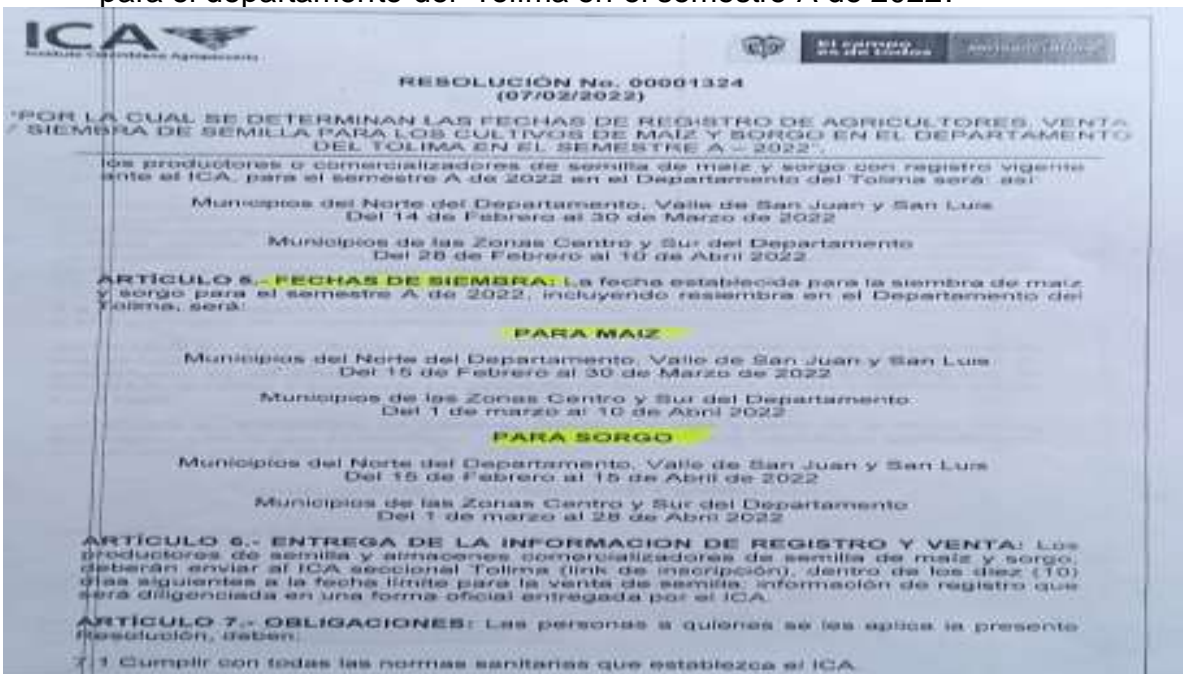 para el departamento del Tolima en el semestre A de 2022.
ICA
Instituto Colombiano Agropecuario
El campo
es de todos
RESOLUCIÓN No. 00001324
(07/02/2022)
"POR LA CUAL SE DETERMINAN LAS FECHAS DE REGISTRO DE AGRICULTORES, VENTA
Y SIEMBRA DE SEMILLA PARA LOS CULTIVOS DE MAÍZ Y SORGO EN EL DEPARTAMENTO
DEL TOLIMA EN EL SEMESTRE A – 2022".
los productores o comercializadores de semilla de maíz y sorgo con registro vigente
ante el ICA, para el semestre A de 2022 en el Departamento del Tolima será: así:
Municipios del Norte del Departamento, Valle de San Juan y San Luis
Del 14 de Febrero al 30 de Marzo de 2022
Municipios de las Zonas Centro y Sur del Departamento
Del 28 de Febrero al 10 de Abril 2022
ARTÍCULO 5.- FECHAS DE SIEMBRA: La fecha establecida para la siembra de maíz
y sorgo para el semestre A de 2022, incluyendo resiembra en el Departamento del
Tolima, será:
PARA MAIZ
Municipios del Norte del Departamento, Valle de San Juan y San Luis
Del 15 de Febrero al 30 de Marzo de 2022
Municipios de las Zonas Centro y Sur del Departamento
Del 1 de marzo al 10 de Abril 2022
PARA SORGO
Municipios del Norte del Departamento, Valle de San Juan y San Luis
Del 15 de Febrero al 15 de Abril de 2022
Municipios de las Zonas Centro y Sur del Departamento
Del 1 de marzo al 28 de Abril 2022
ARTÍCULO 6.- ENTREGA DE LA INFORMACION DE REGISTRO Y VENTA: Los
productores de semilla y almacenes comercializadores de semilla de maíz y sorgo;
deberán enviar al ICA seccional Tolima (link de inscripción), dentro de los diez (10)
días siguientes a la fecha límite para la venta de semilla; información de registro que
será diligenciada en una forma oficial entregada por el ICA.
ARTÍCULO 7.- OBLIGACIONES: Las personas a quienes se les aplica la presente
Resolución, deben:
7.1 Cumplir con todas las normas sanitarias que establezca el ICA.